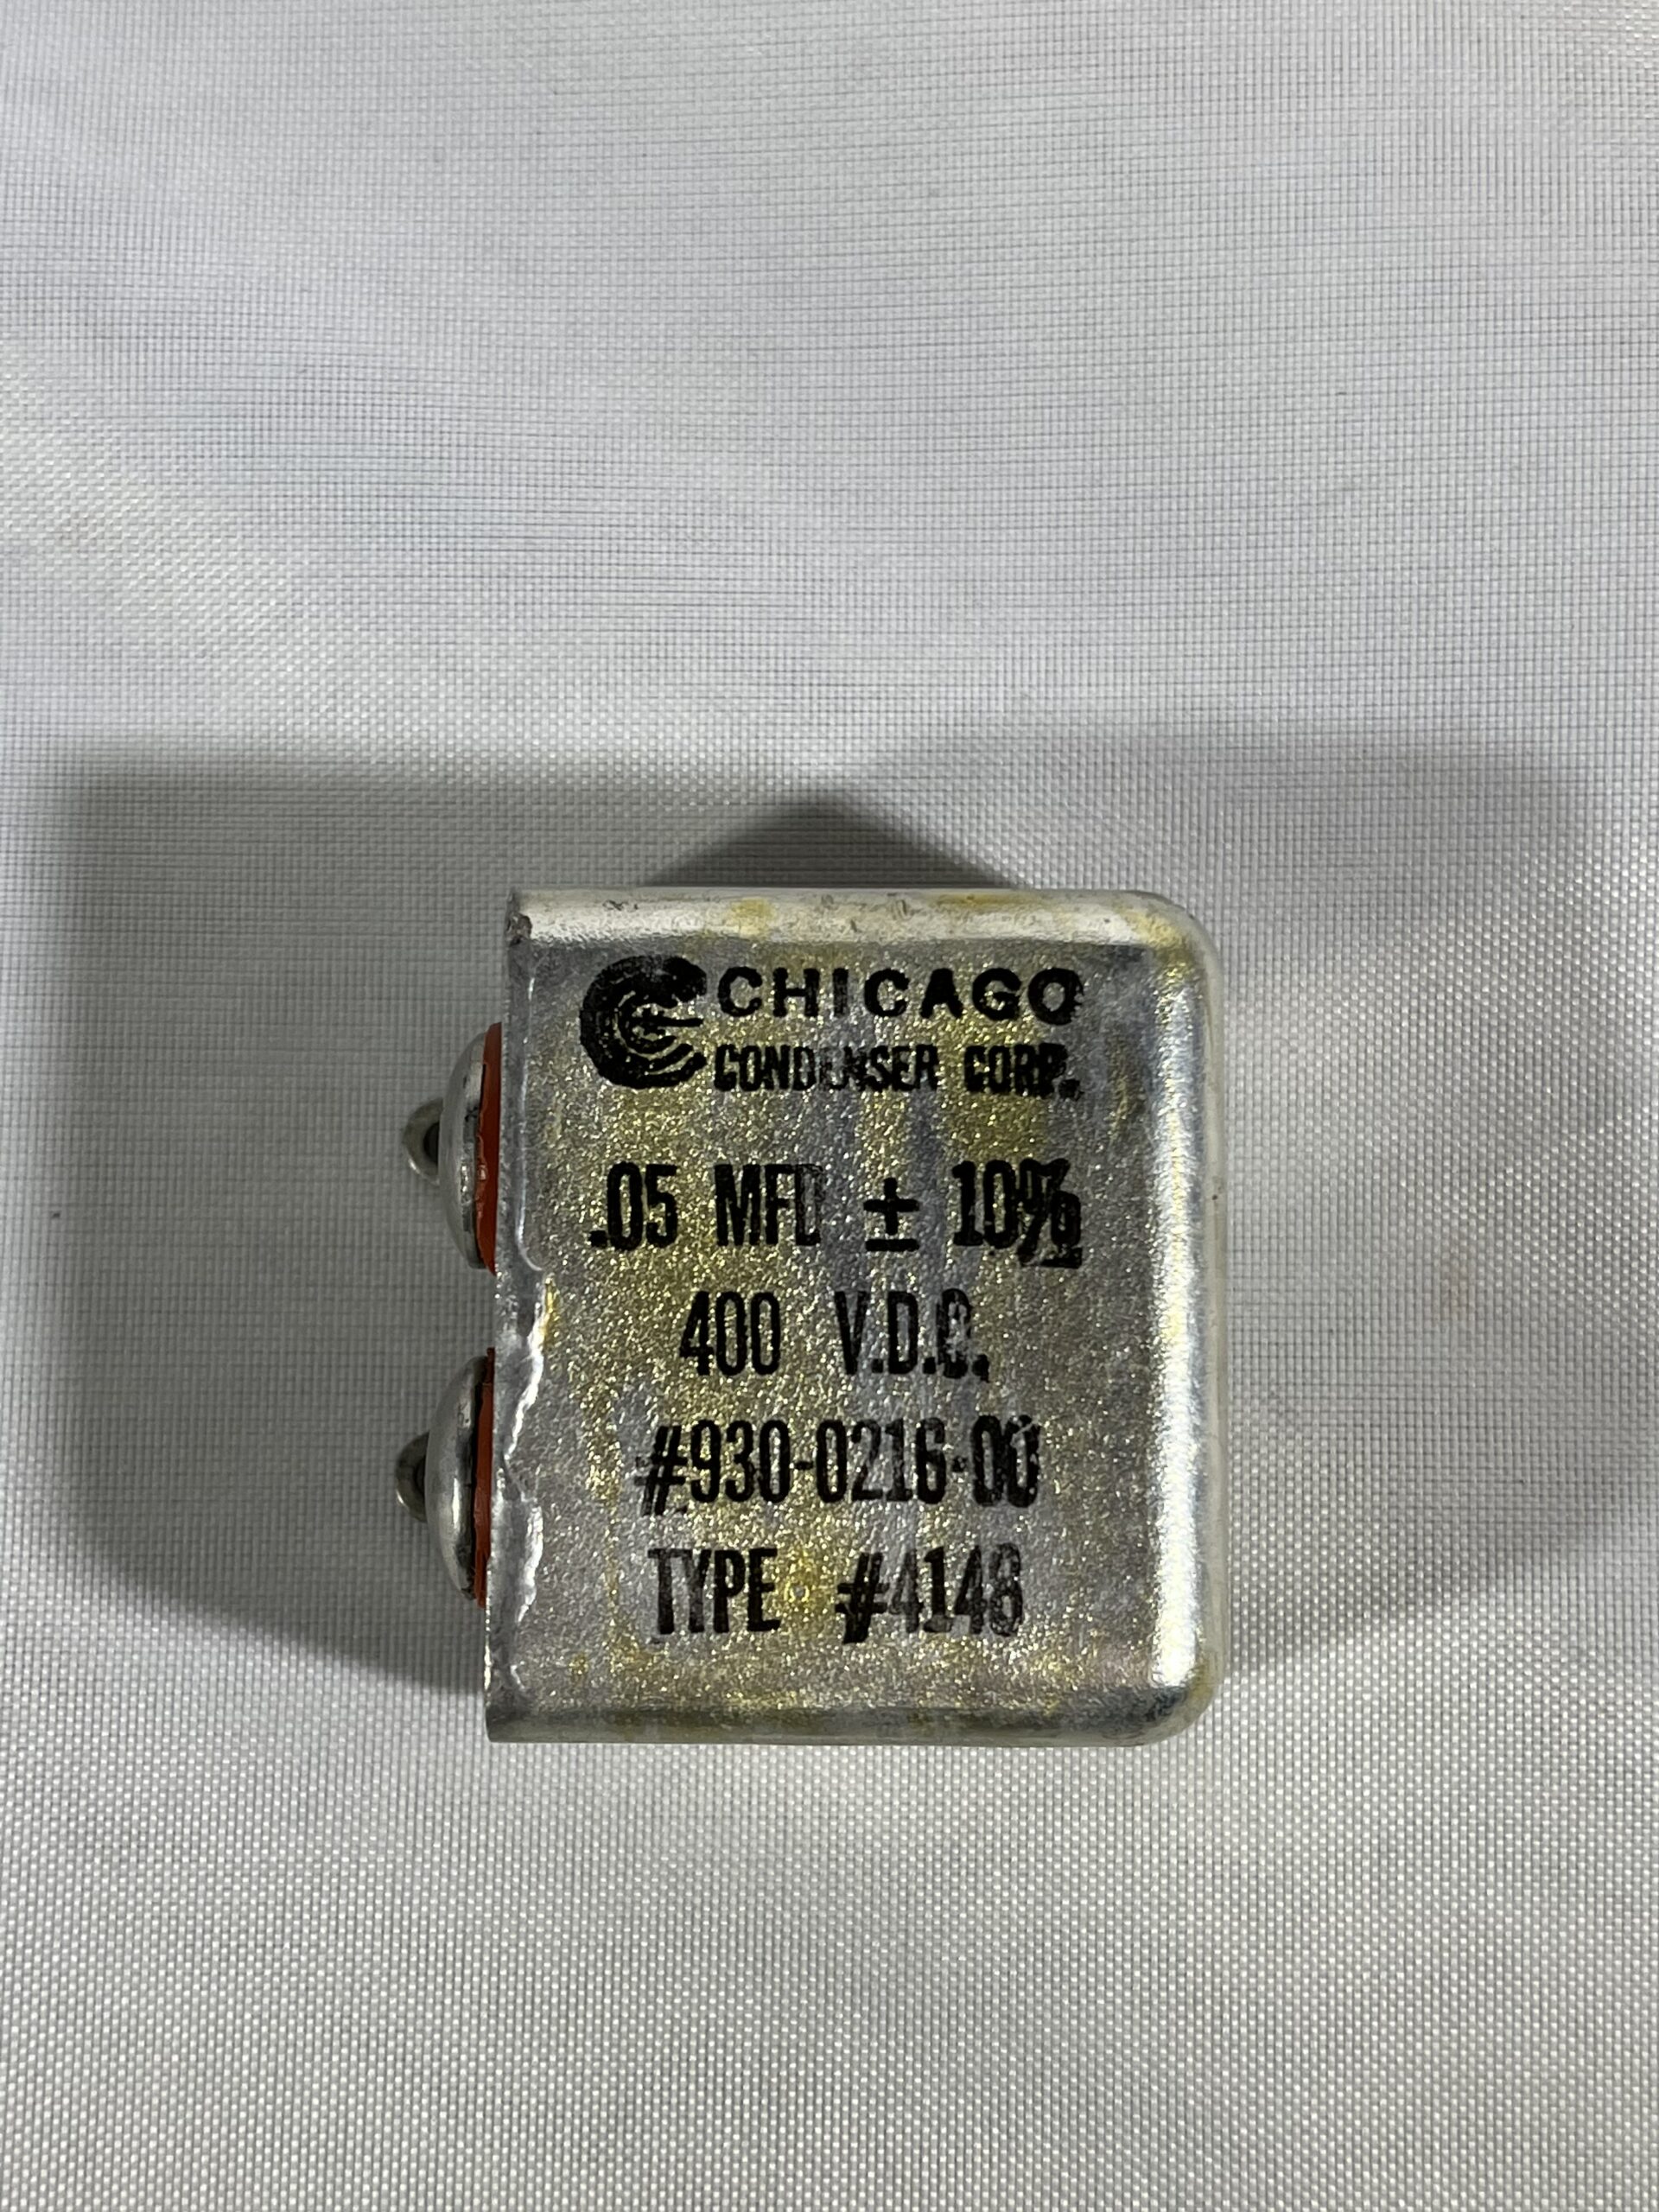 CHICAGO
CONDENSER CORP.
.05 MFD ± 10%
400 V.D.C.
#930-0216-00
TYPE #4148